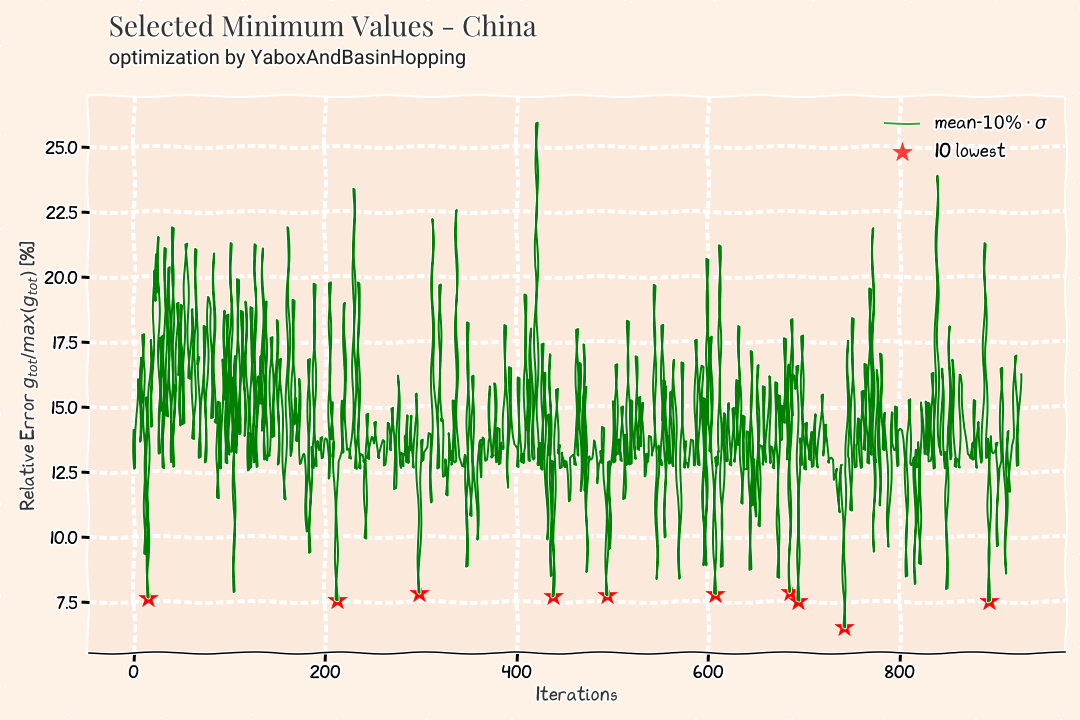 Selected Minimum Values - China
optimization by YaboxAndBasinHopping
mean-10% · σ
10 lowest
25.0
22.5
20.0
17.5
15.0
12.5
10.0
7.5
Relative Error g_tot/max(g_tot) [%]
0 200 400 600 800
Iterations